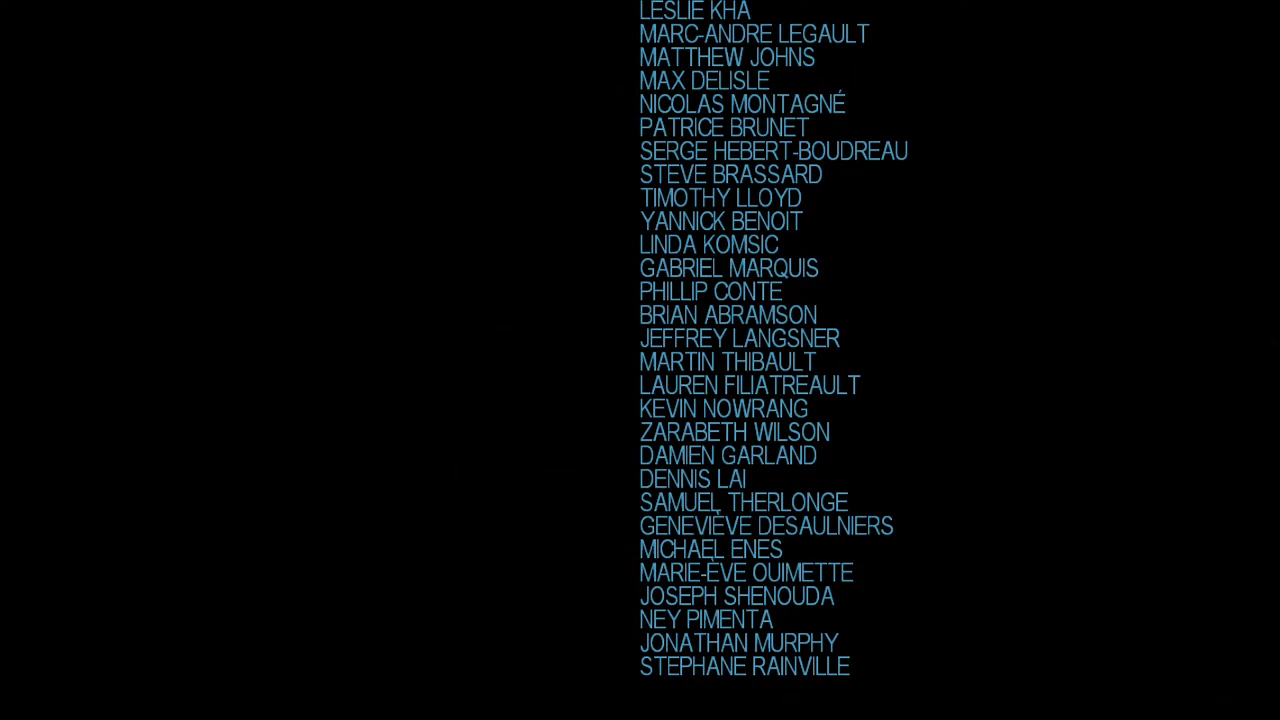 LESLIE KHA
MARC-ANDRE LEGAULT
MATTHEW JOHNS
MAX DELISLE
NICOLAS MONTAGNÉ
PATRICE BRUNET
SERGE HEBERT-BOUDREAU
STEVE BRASSARD
TIMOTHY LLOYD
YANNICK BENOIT
LINDA KOMSIC
GABRIEL MARQUIS
PHILLIP CONTE
BRIAN ABRAMSON
JEFFREY LANGSNER
MARTIN THIBAULT
LAUREN FILIATREAULT
KEVIN NOWRANG
ZARABETH WILSON
DAMIEN GARLAND
DENNIS LAI
SAMUEL THERLONGE
GENEVIÈVE DESAULNIERS
MICHAEL ENES
MARIE-ÈVE OUIMETTE
JOSEPH SHENOUDA
NEY PIMENTA
JONATHAN MURPHY
STEPHANE RAINVILLE